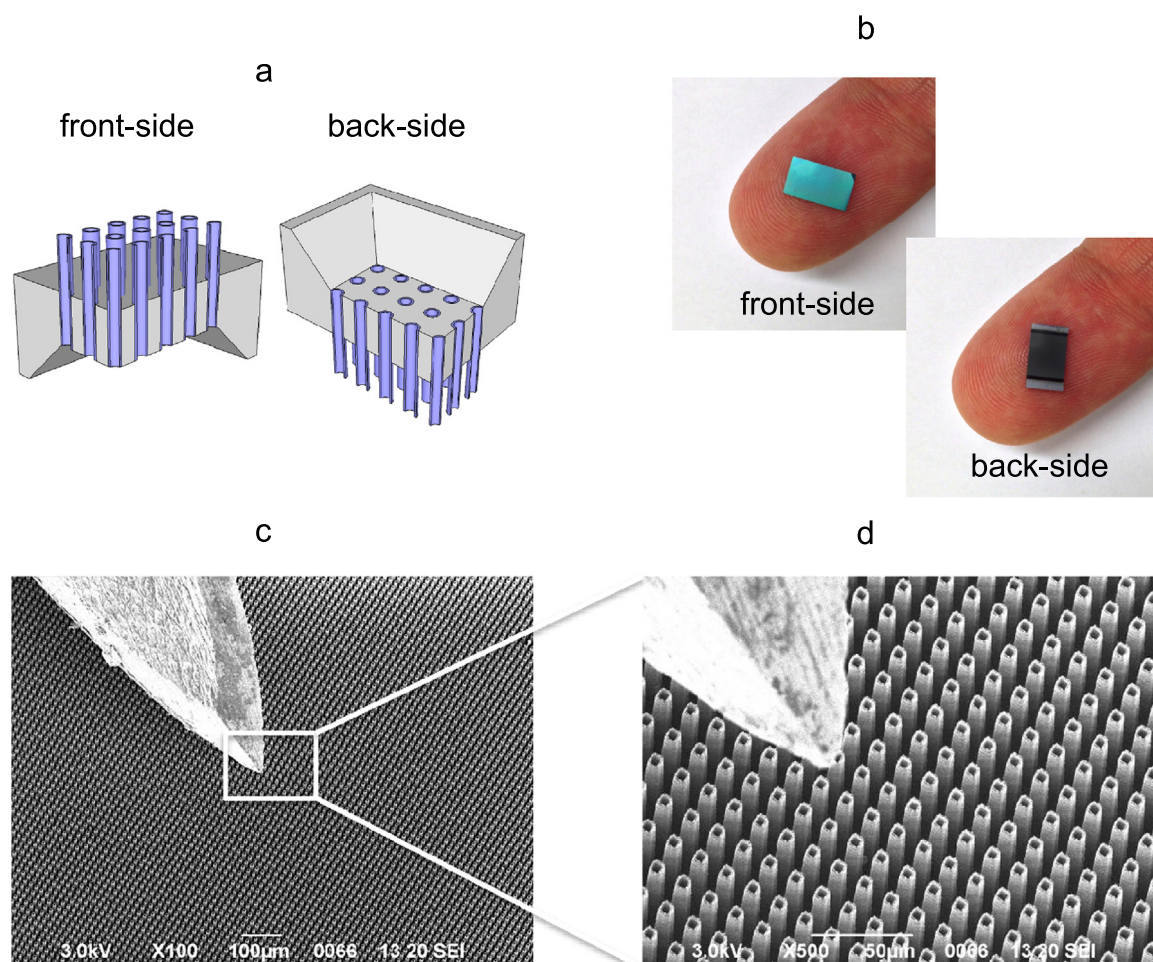 a
front-side
back-side
b
front-side
back-side
c
3.0kV X100 100μm 0066 13 20 SEI
d
3.0kV X500 50μm 0066 13 20 SEI